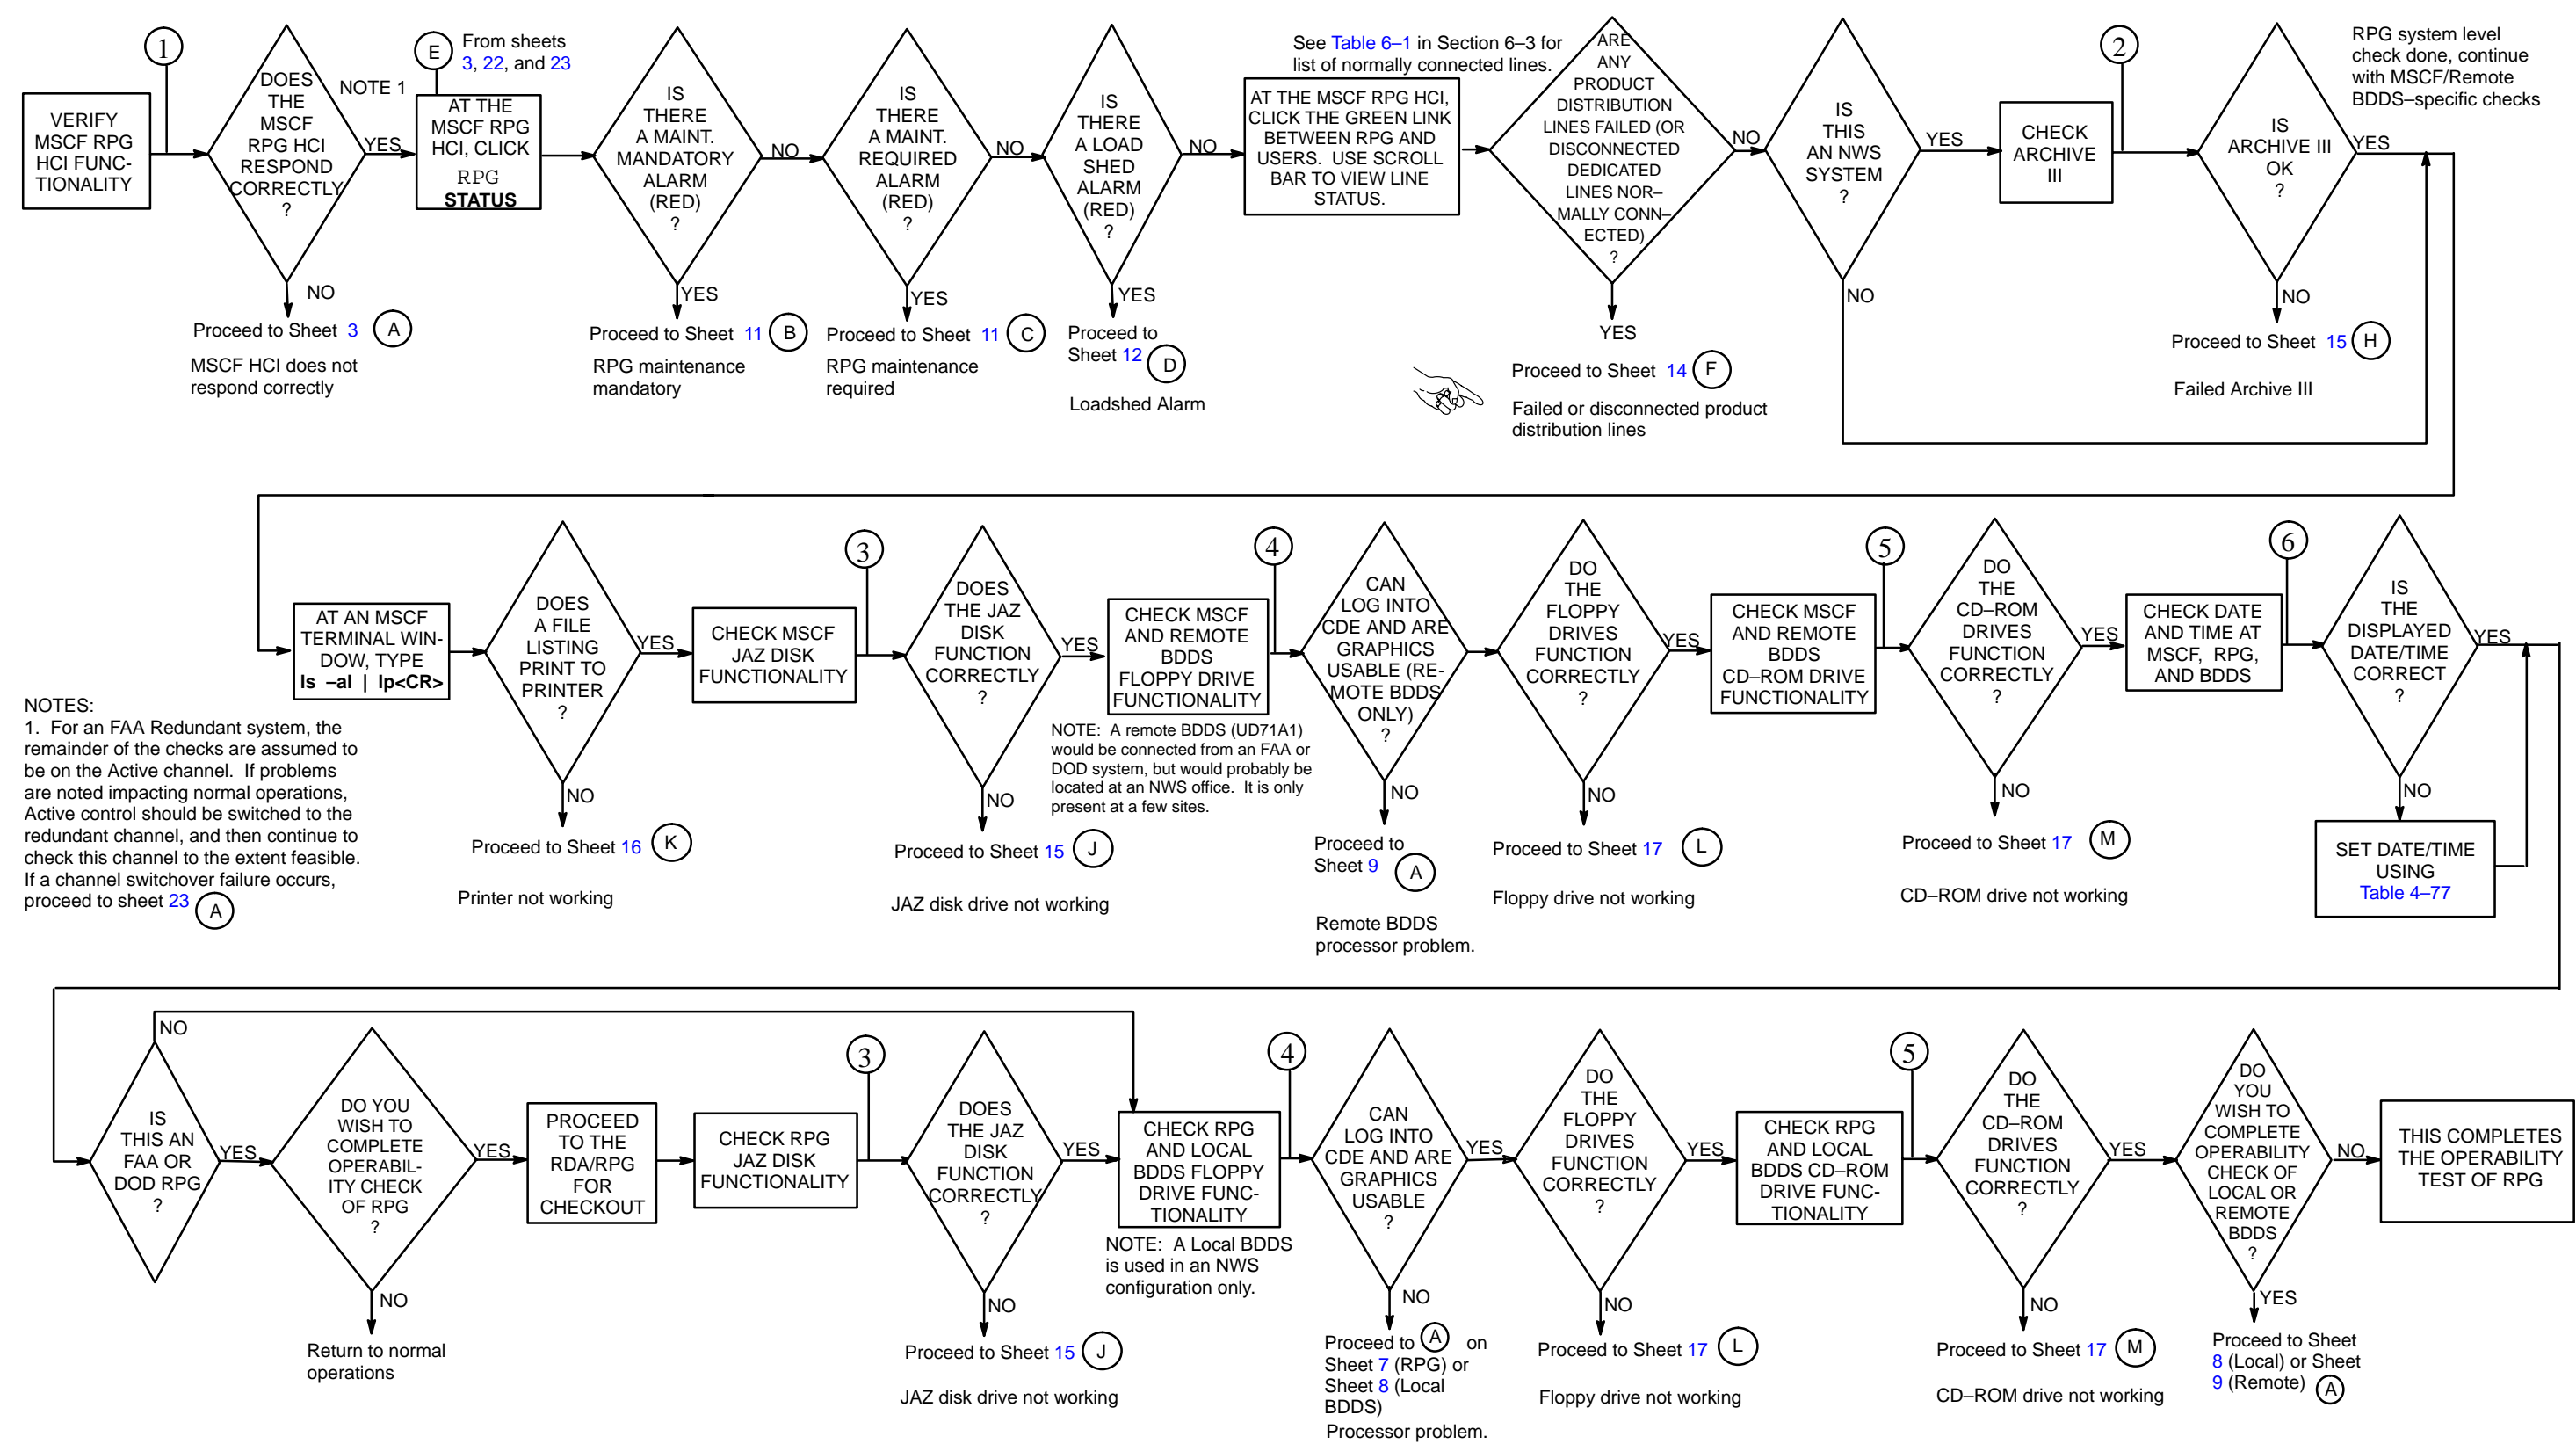 1
VERIFY
MSCF RPG
HCI FUNC-
TIONALITY
DOES
THE
MSCF
RPG HCI
RESPOND
CORRECTLY
?
NO
Proceed to Sheet 3 A
MSCF HCI does not
respond correctly
NOTE 1
YES
E
From sheets
3, 22, and 23
AT THE
MSCF RPG
HCI, CLICK
RPG
STATUS
IS
THERE
A MAINT.
MANDATORY
ALARM
(RED)
?
YES
Proceed to Sheet 11 B
RPG maintenance
mandatory
NO
IS
THERE
A MAINT.
REQUIRED
ALARM
(RED)
?
YES
Proceed to Sheet 11 C
RPG maintenance
required
NO
IS
THERE
A LOAD
SHED
ALARM
(RED)
?
YES
Proceed to
Sheet 12 D
Loadshed Alarm
NO
See Table 6–1 in Section 6–3 for
list of normally connected lines.
AT THE MSCF RPG HCI,
CLICK THE GREEN LINK
BETWEEN RPG AND
USERS. USE SCROLL
BAR TO VIEW LINE
STATUS.
ARE
ANY
PRODUCT
DISTRIBUTION
LINES FAILED (OR
DISCONNECTED
DEDICATED
LINES NOR–
MALLY CONN–
ECTED)
?
YES
Proceed to Sheet 14 F
Failed or disconnected product
distribution lines
NO
IS
THIS
AN NWS
SYSTEM
?
NO
YES
CHECK
ARCHIVE
III
2
IS
ARCHIVE III
OK
?
NO
Proceed to Sheet 15 H
Failed Archive III
YES
RPG system level
check done, continue
with MSCF/Remote
BDDS–specific checks
AT AN MSCF
TERMINAL WIN-
DOW, TYPE
ls –al | lp<CR>
DOES
A FILE
LISTING
PRINT TO
PRINTER
?
NO
Proceed to Sheet 16 K
Printer not working
YES
CHECK MSCF
JAZ DISK
FUNCTIONALITY
3
DOES
THE JAZ
DISK
FUNCTION
CORRECTLY
?
NO
Proceed to Sheet 15 J
JAZ disk drive not working
YES
CHECK MSCF
AND REMOTE
BDDS
FLOPPY DRIVE
FUNCTIONALITY
NOTE: A remote BDDS (UD71A1)
would be connected from an FAA or
DOD system, but would probably be
located at an NWS office. It is only
present at a few sites.
4
CAN
LOG INTO
CDE AND ARE
GRAPHICS
USABLE (RE-
MOTE BDDS
ONLY)
?
NO
Proceed to
Sheet 9 A
Remote BDDS
processor problem.
DO
THE
FLOPPY
DRIVES
FUNCTION
CORRECTLY
?
NO
Proceed to Sheet 17 L
Floppy drive not working
YES
CHECK MSCF
AND REMOTE
BDDS
CD–ROM DRIVE
FUNCTIONALITY
5
DO
THE
CD–ROM
DRIVES
FUNCTION
CORRECTLY
?
NO
Proceed to Sheet 17 M
CD–ROM drive not working
YES
CHECK DATE
AND TIME AT
MSCF, RPG,
AND BDDS
6
IS
THE
DISPLAYED
DATE/TIME
CORRECT
?
YES
NO
SET DATE/TIME
USING
Table 4–77
NOTES:
1. For an FAA Redundant system, the
remainder of the checks are assumed to
be on the Active channel. If problems
are noted impacting normal operations,
Active control should be switched to the
redundant channel, and then continue to
check this channel to the extent feasible.
If a channel switchover failure occurs,
proceed to sheet 23 A
NO
IS
THIS AN
FAA OR
DOD RPG
?
YES
DO YOU
WISH TO
COMPLETE
OPERABIL-
ITY CHECK
OF RPG
?
NO
Return to normal
operations
YES
PROCEED
TO THE
RDA/RPG
FOR
CHECKOUT
CHECK RPG
JAZ DISK
FUNCTIONALITY
3
DOES
THE JAZ
DISK
FUNCTION
CORRECTLY
?
NO
Proceed to Sheet 15 J
JAZ disk drive not working
YES
CHECK RPG
AND LOCAL
BDDS FLOPPY
DRIVE FUNC-
TIONALITY
NOTE: A Local BDDS
is used in an NWS
configuration only.
4
CAN
LOG INTO
CDE AND ARE
GRAPHICS
USABLE
?
NO
Proceed to A on
Sheet 7 (RPG) or
Sheet 8 (Local
BDDS)
Processor problem.
YES
DO
THE
FLOPPY
DRIVES
FUNCTION
CORRECTLY
?
NO
Proceed to Sheet 17 L
Floppy drive not working
YES
CHECK RPG
AND LOCAL
BDDS CD–ROM
DRIVE FUNC-
TIONALITY
5
DO
THE
CD–ROM
DRIVES
FUNCTION
CORRECTLY
?
NO
Proceed to Sheet 17 M
CD–ROM drive not working
YES
DO
YOU
WISH TO
COMPLETE
OPERABILITY
CHECK OF
LOCAL OR
REMOTE
BDDS
?
YES
Proceed to Sheet
8 (Local) or Sheet
9 (Remote) A
NO
THIS COMPLETES
THE OPERABILITY
TEST OF RPG